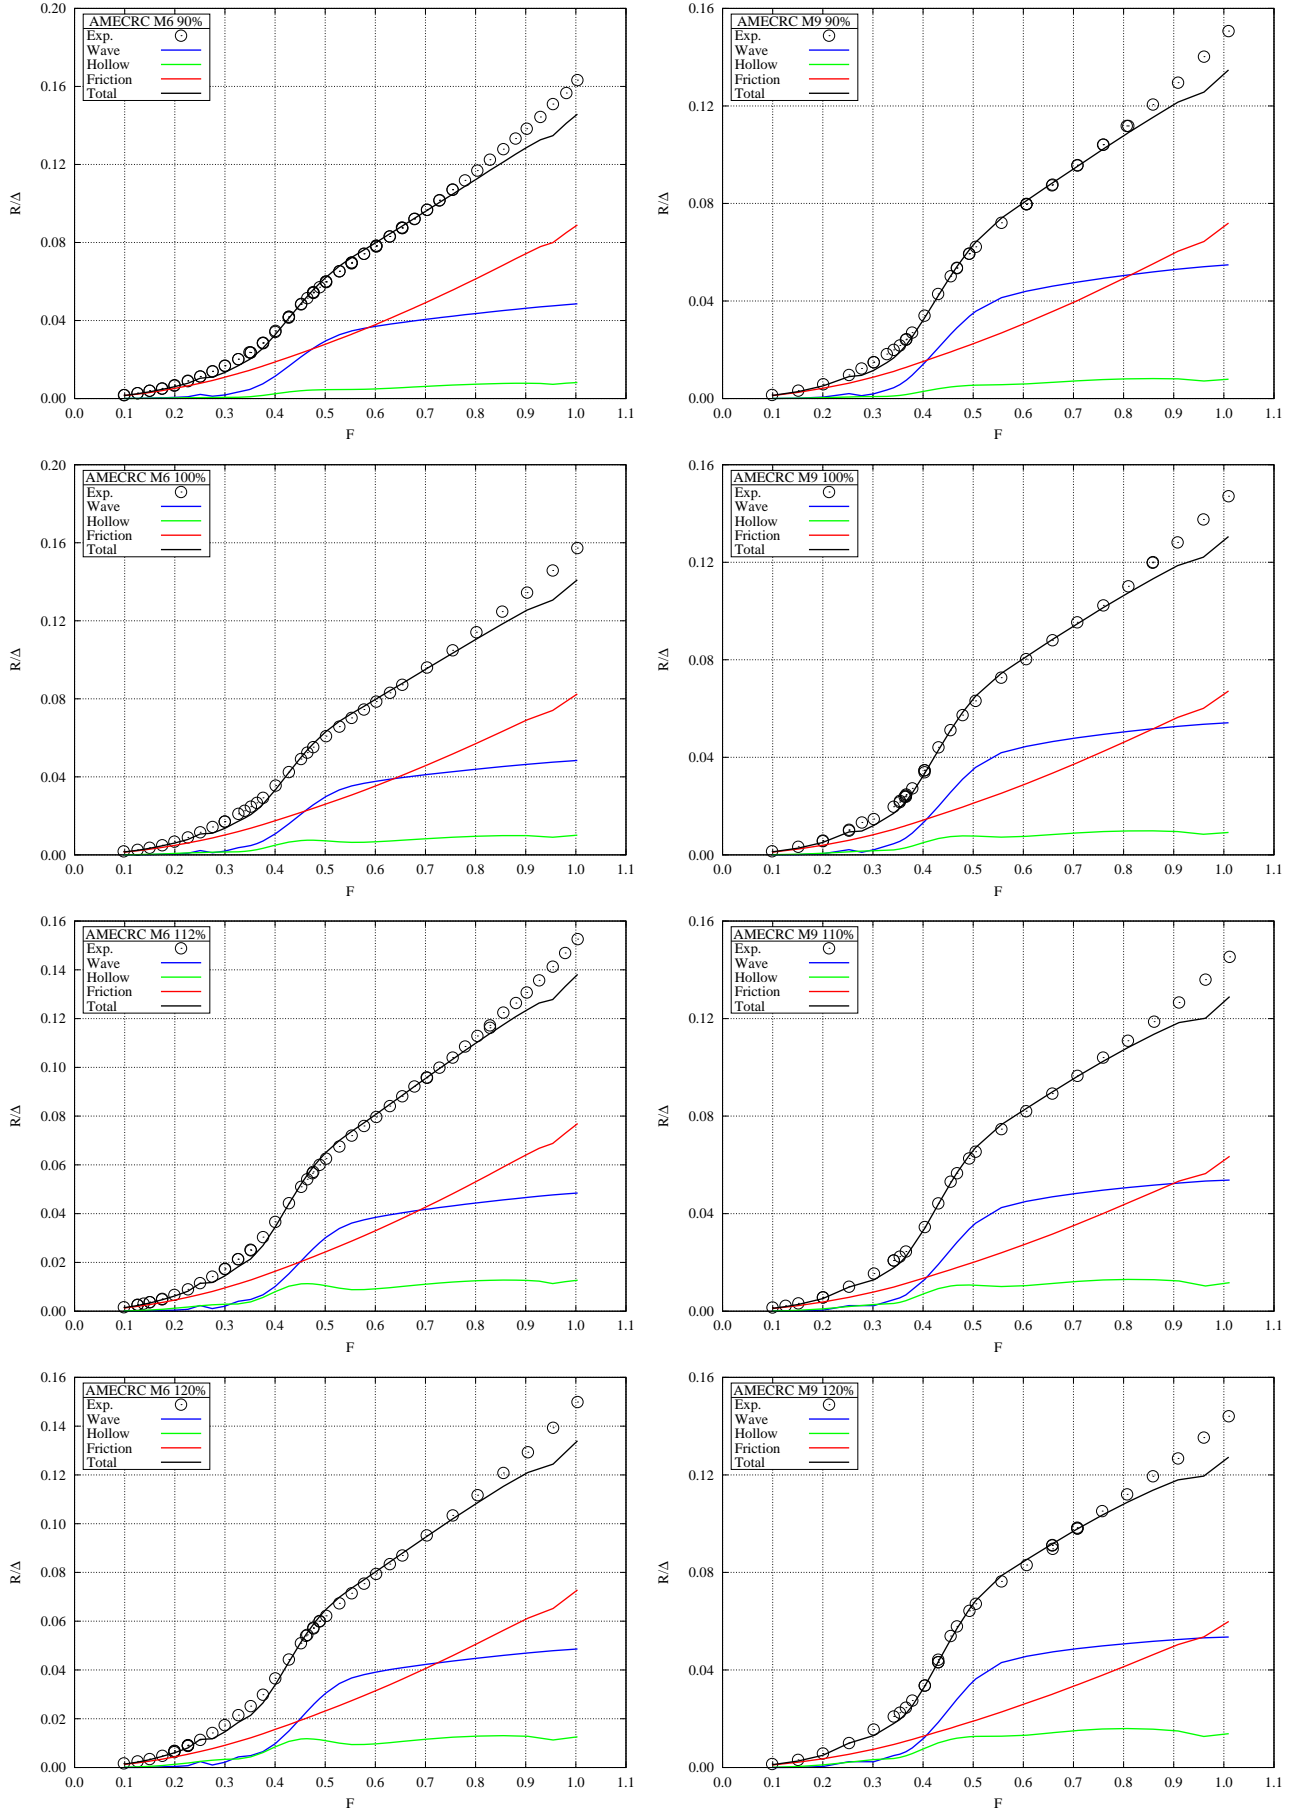 AMECRC M6 90%
Exp.
Wave
Hollow
Friction
Total
R/Δ
0.20
0.16
0.12
0.08
0.04
0.00
0.0 0.1 0.2 0.3 0.4 0.5 0.6 0.7 0.8 0.9 1.0 1.1
F
AMECRC M9 90%
Exp.
Wave
Hollow
Friction
Total
R/Δ
0.16
0.12
0.08
0.04
0.00
0.0 0.1 0.2 0.3 0.4 0.5 0.6 0.7 0.8 0.9 1.0 1.1
F
AMECRC M6 100%
Exp.
Wave
Hollow
Friction
Total
R/Δ
0.20
0.16
0.12
0.08
0.04
0.00
0.0 0.1 0.2 0.3 0.4 0.5 0.6 0.7 0.8 0.9 1.0 1.1
F
AMECRC M9 100%
Exp.
Wave
Hollow
Friction
Total
R/Δ
0.16
0.12
0.08
0.04
0.00
0.0 0.1 0.2 0.3 0.4 0.5 0.6 0.7 0.8 0.9 1.0 1.1
F
AMECRC M6 112%
Exp.
Wave
Hollow
Friction
Total
R/Δ
0.16
0.14
0.12
0.10
0.08
0.06
0.04
0.02
0.00
0.0 0.1 0.2 0.3 0.4 0.5 0.6 0.7 0.8 0.9 1.0 1.1
F
AMECRC M9 110%
Exp.
Wave
Hollow
Friction
Total
R/Δ
0.16
0.12
0.08
0.04
0.00
0.0 0.1 0.2 0.3 0.4 0.5 0.6 0.7 0.8 0.9 1.0 1.1
F
AMECRC M6 120%
Exp.
Wave
Hollow
Friction
Total
R/Δ
0.16
0.14
0.12
0.10
0.08
0.06
0.04
0.02
0.00
0.0 0.1 0.2 0.3 0.4 0.5 0.6 0.7 0.8 0.9 1.0 1.1
F
AMECRC M9 120%
Exp.
Wave
Hollow
Friction
Total
R/Δ
0.16
0.12
0.08
0.04
0.00
0.0 0.1 0.2 0.3 0.4 0.5 0.6 0.7 0.8 0.9 1.0 1.1
F